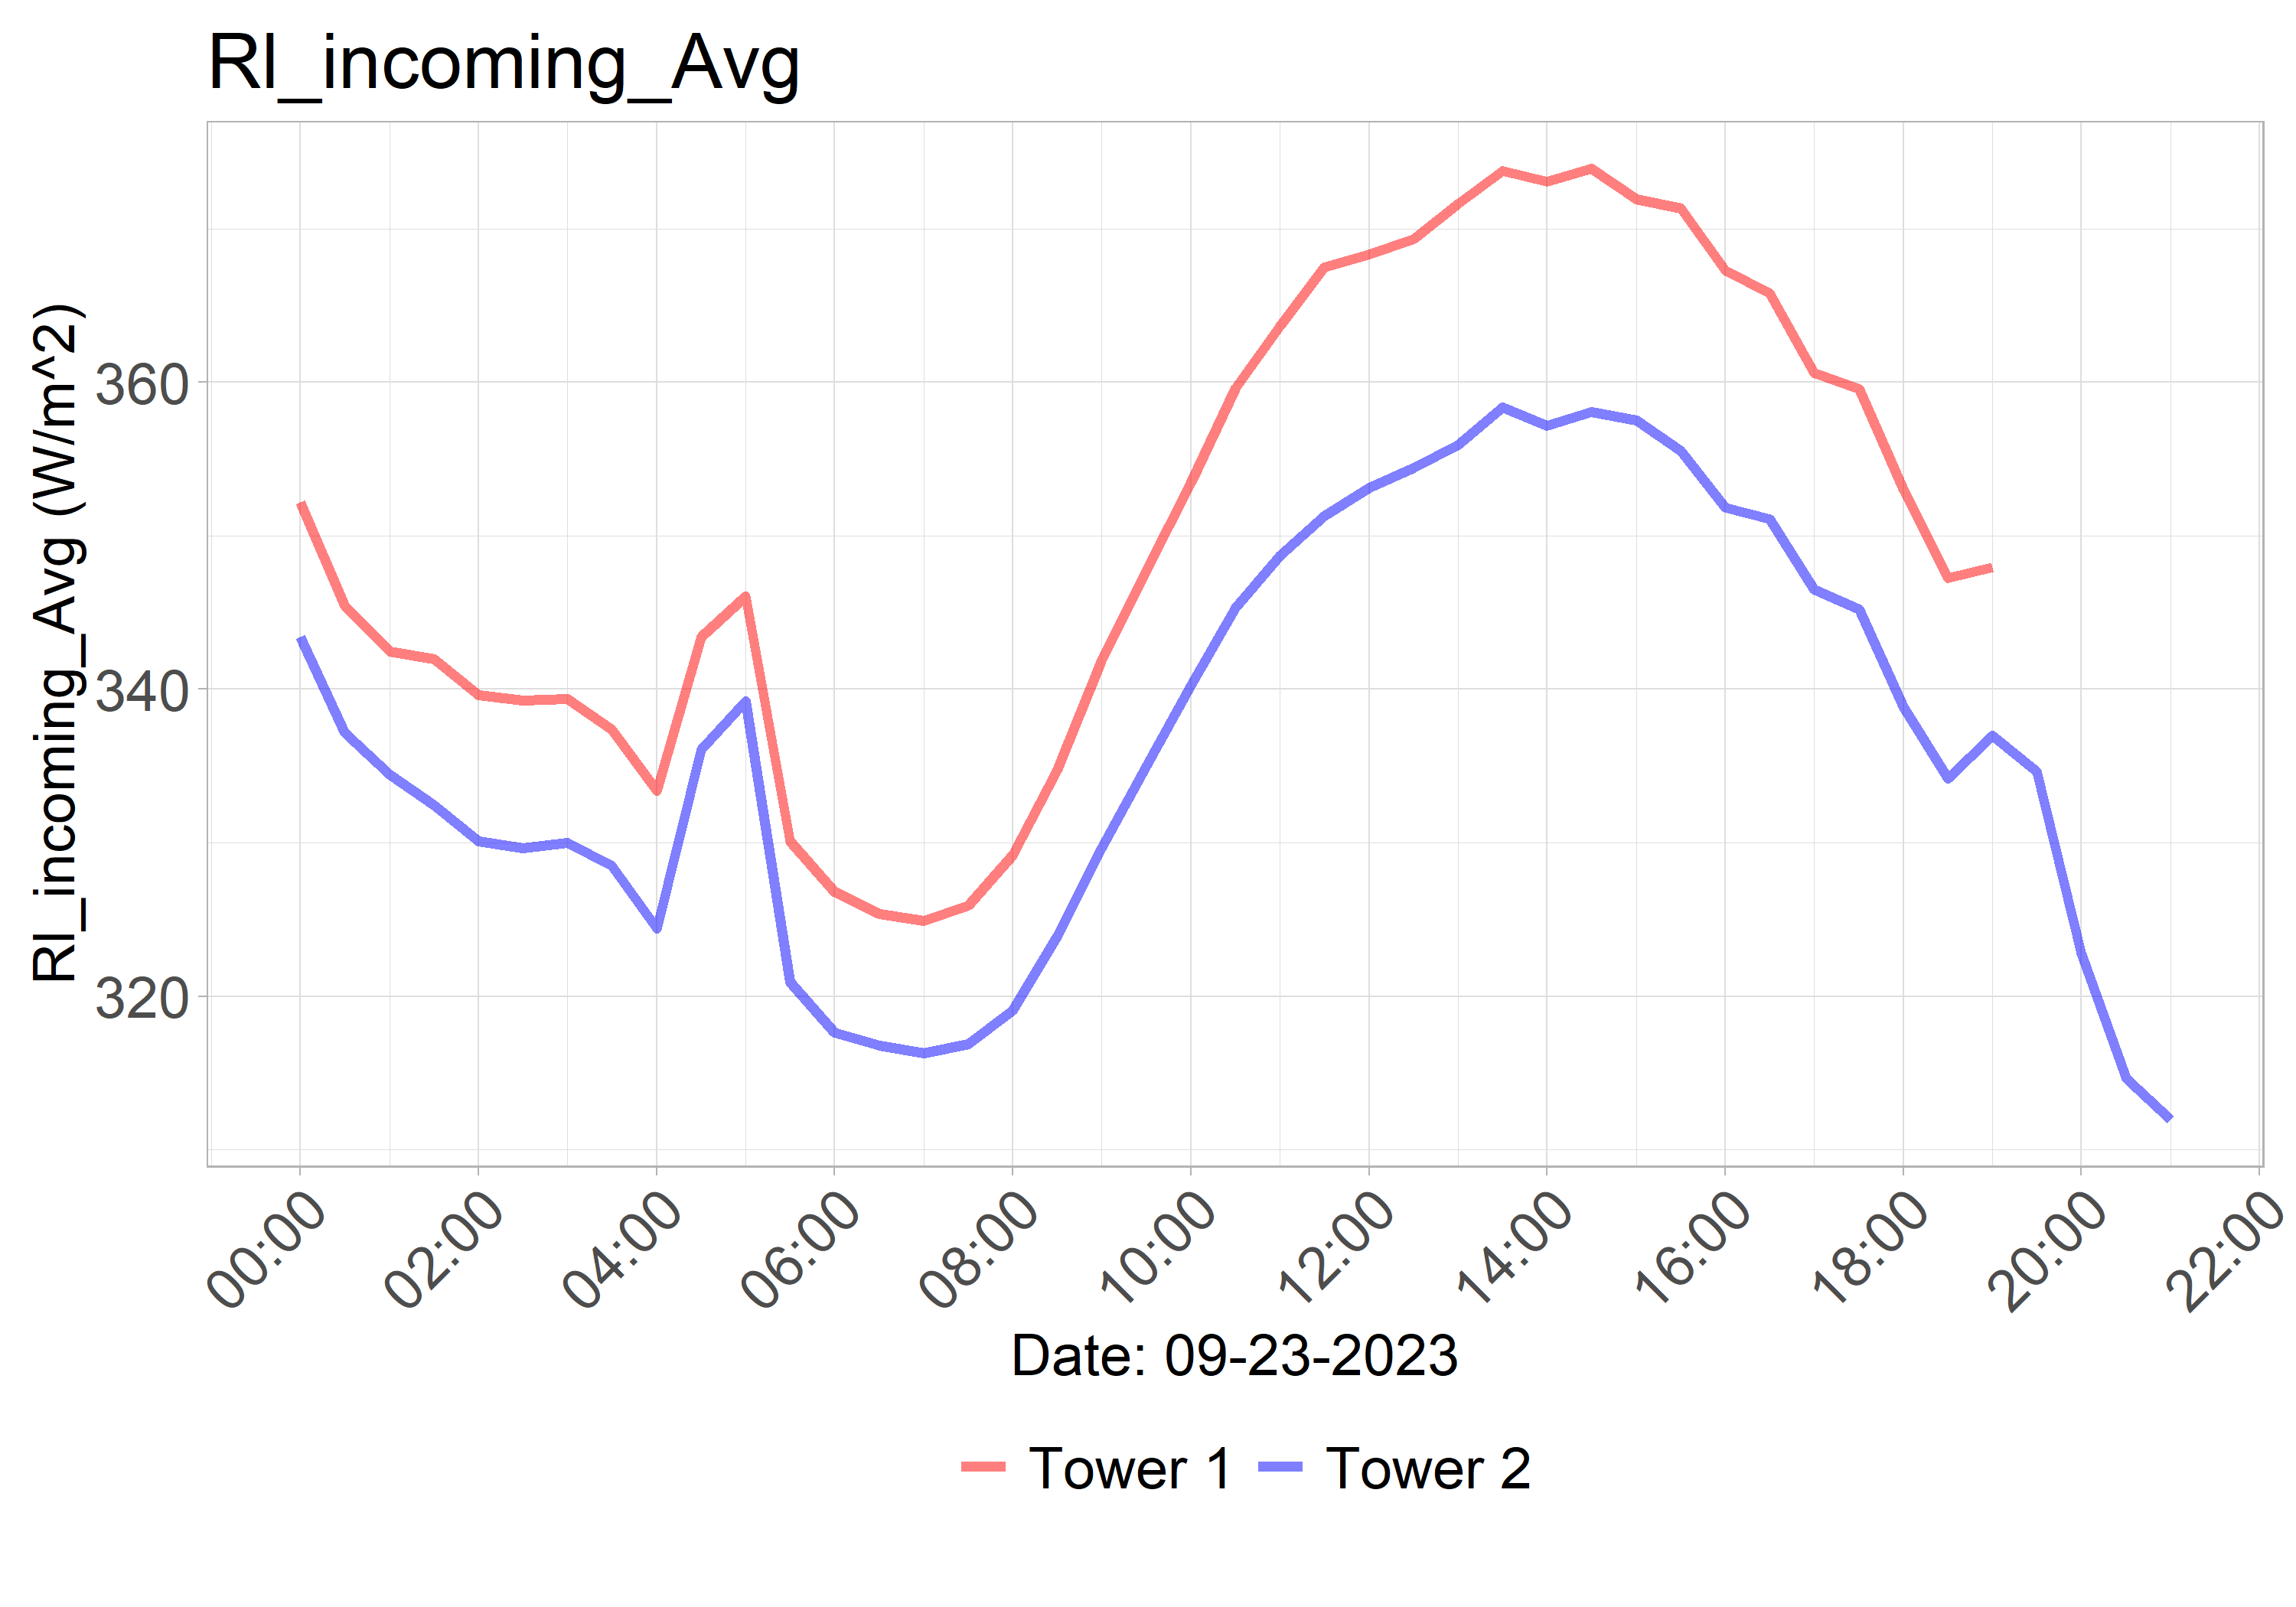 Rl_incoming_Avg
Rl_incoming_Avg (W/m^2)
360
340
320
00:00 02:00 04:00 06:00 08:00 10:00 12:00 14:00 16:00 18:00 20:00 22:00
Date: 09-23-2023
Tower 1 Tower 2